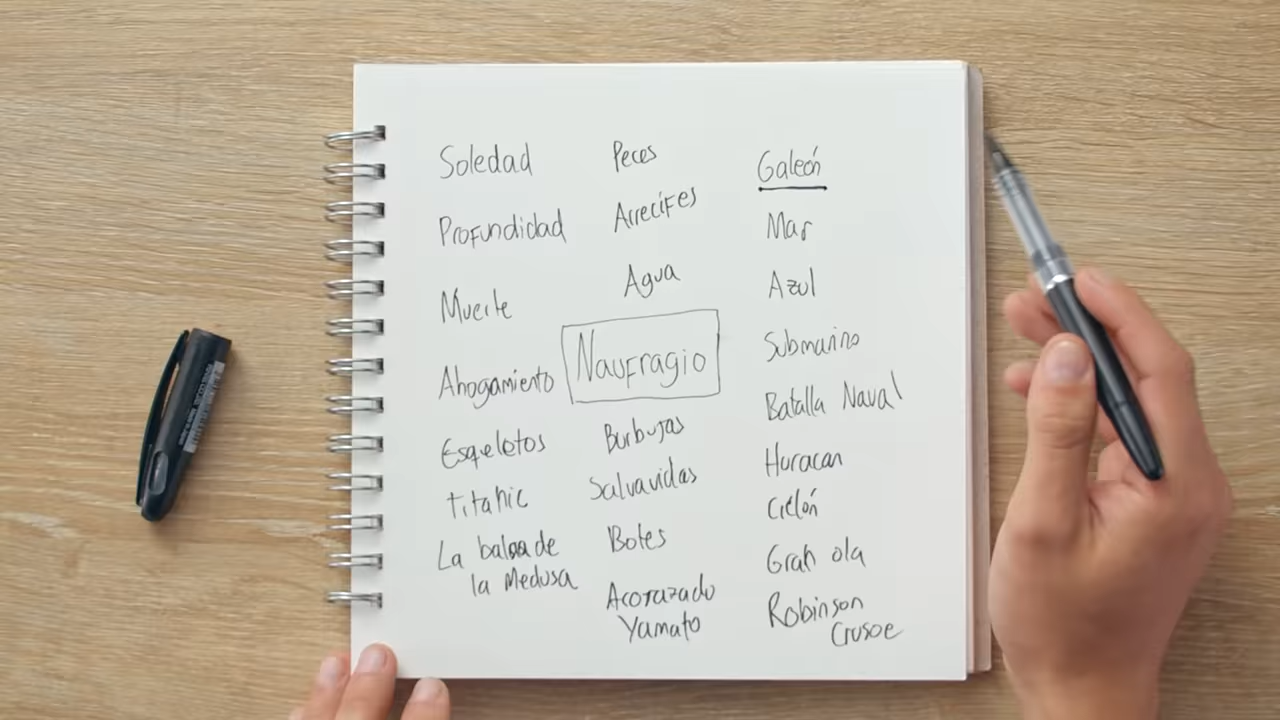 Soledad
Profundidad
Muerte
Ahogamiento
Esqueletos
Titanic
La balsa de
la Medusa
Peces
Arrecifes
Agua
Naufragio
Burbujas
Salvavidas
Botes
Acorazado
Yamato
Galeón
Mar
Azul
Submarino
Batalla Naval
Huracan
Ciclón
Gran ola
Robinson
Crusoe